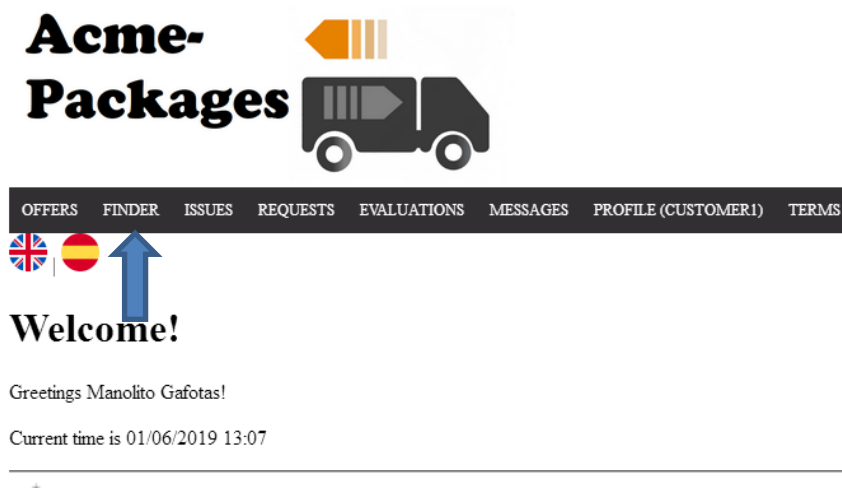 Acme-
Packages
OFFERS FINDER ISSUES REQUESTS EVALUATIONS MESSAGES PROFILE (CUSTOMER1) TERMS
|
Welcome!
Greetings Manolito Gafotas!
Current time is 01/06/2019 13:07